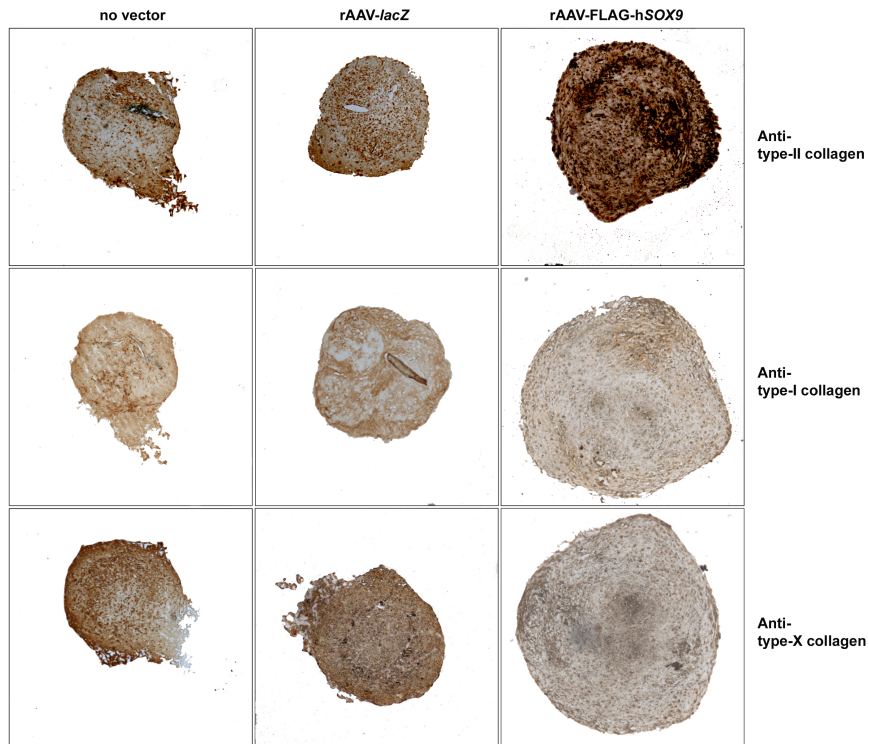 no vector
rAAV-lacZ
rAAV-FLAG-hSOX9
Anti-
type-II collagen
Anti-
type-I collagen
Anti-
type-X collagen